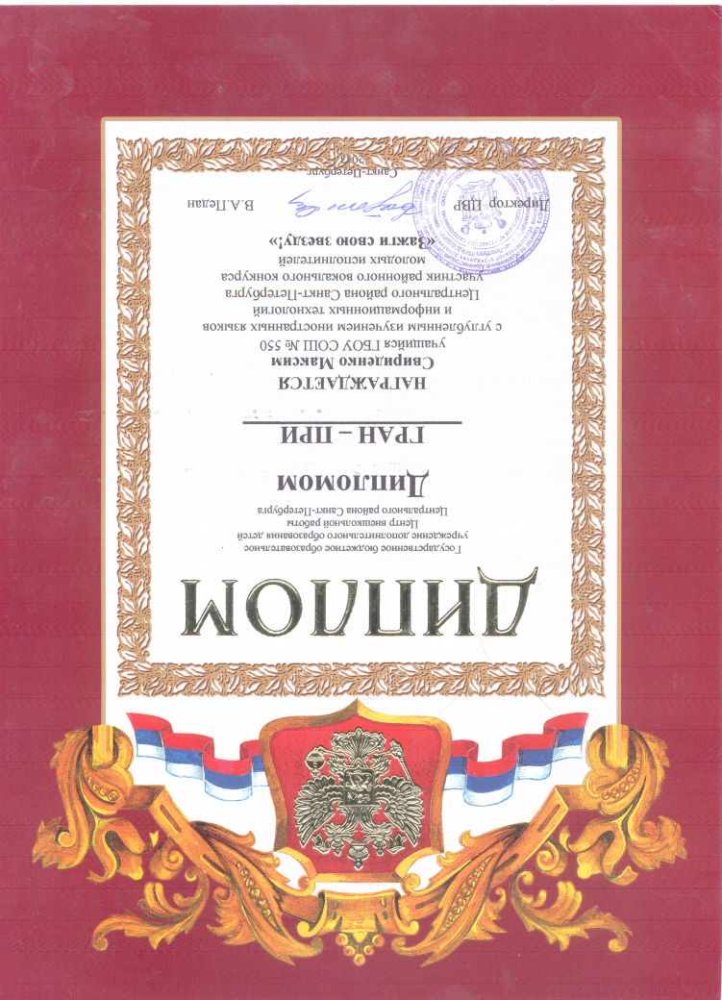 ДИПЛОМ
Государственное бюджетное образовательное
учреждение дополнительного образования детей
Центр внешкольной работы
Центрального района Санкт-Петербурга
Дипломом
ГРАН – ПРИ
НАГРАЖДАЕТСЯ
Свириденко Максим
учащийся ГБОУ СОШ № 550
с углубленным изучением иностранных языков
и информационных технологий
Центрального района Санкт-Петербурга
участник районного вокального конкурса
молодых исполнителей
«Зажги свою звезду!»
Директор ЦВР В.А.Педан
Санкт-Петербург